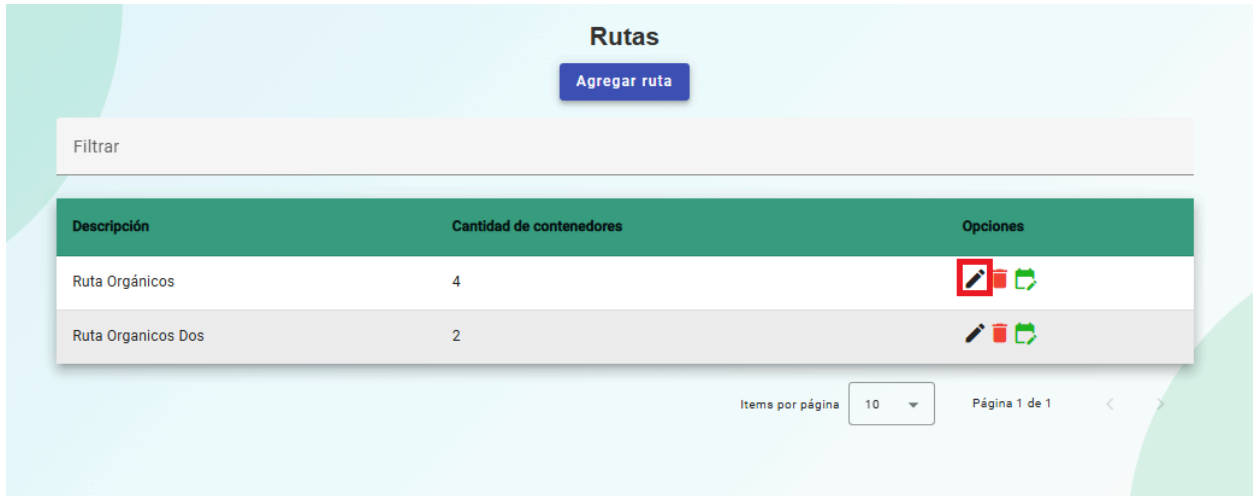 Rutas
Agregar ruta
Filtrar
Descripción Cantidad de contenedores Opciones
Ruta Orgánicos 4
Ruta Organicos Dos 2
Items por página 10 Página 1 de 1